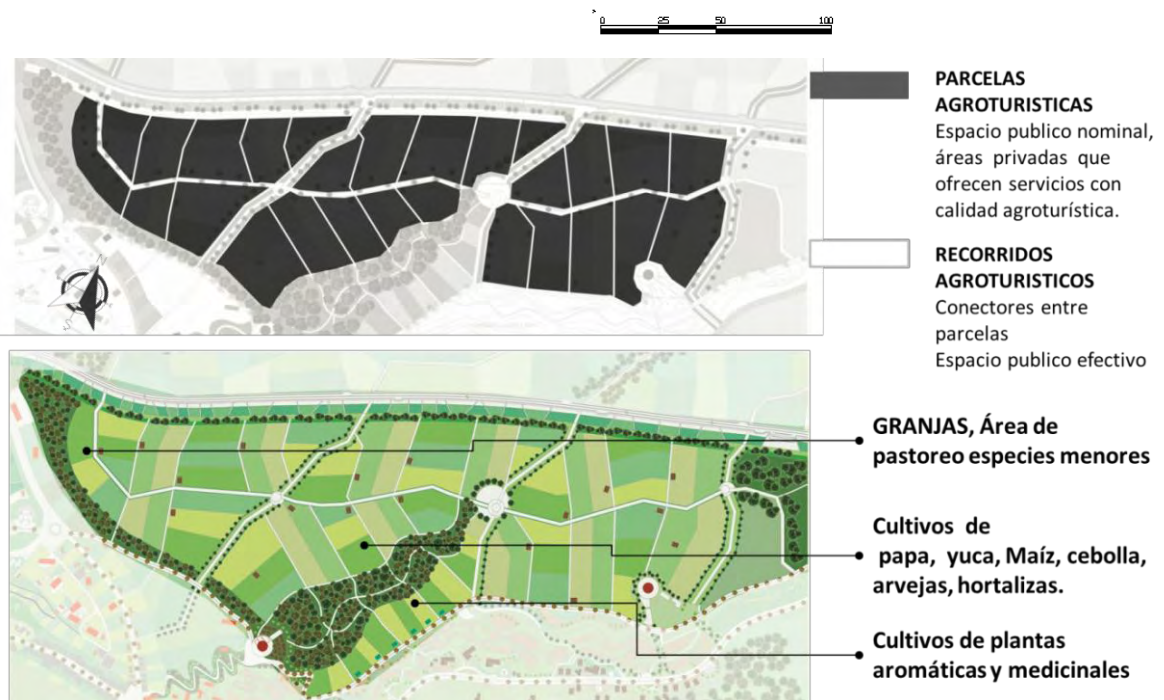 0 25 50 100
PARCELAS
AGROTURISTICAS
Espacio publico nominal,
áreas privadas que
ofrecen servicios con
calidad agroturística.
RECORRIDOS
AGROTURISTICOS
Conectores entre
parcelas
Espacio publico efectivo
GRANJAS, Área de
pastoreo especies menores
Cultivos de
papa, yuca, Maíz, cebolla,
arvejas, hortalizas.
Cultivos de plantas
aromáticas y medicinales